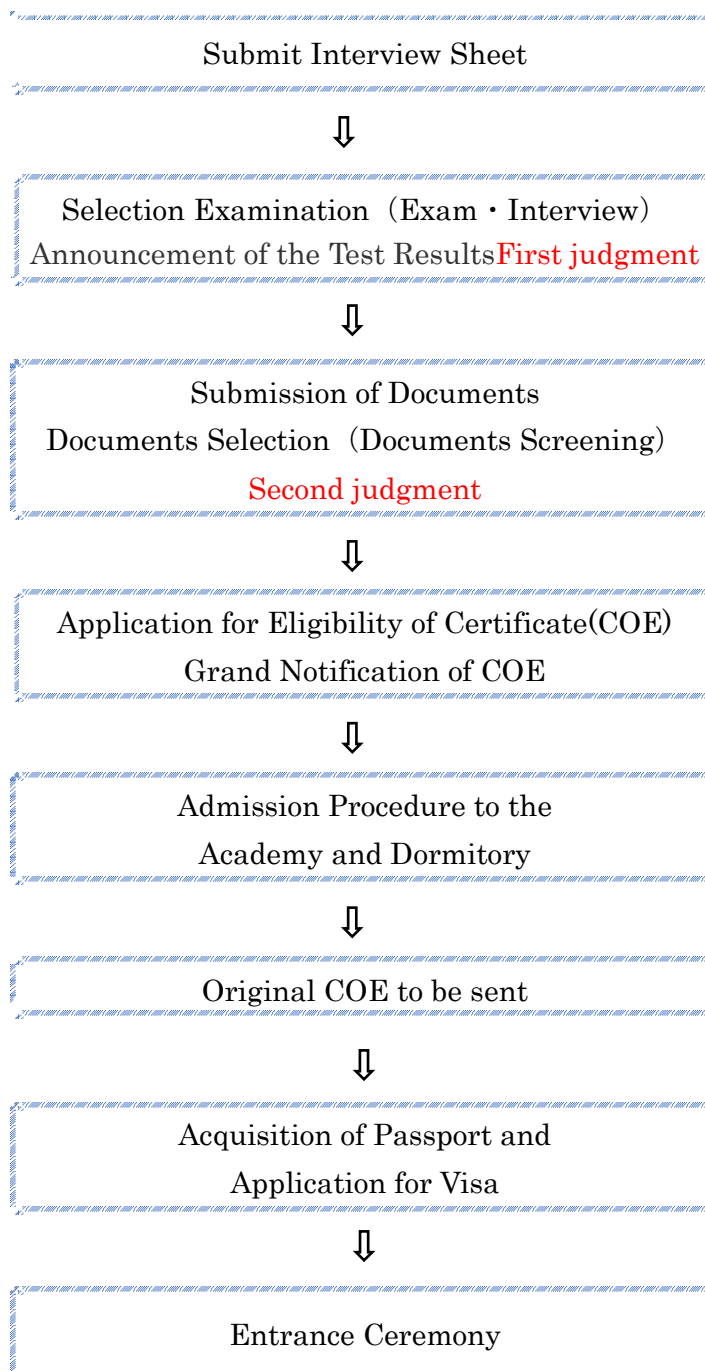 Submit Interview Sheet
⇩
Selection Examination（Exam・Interview）
Announcement of the Test ResultsFirst judgment
⇩
Submission of Documents
Documents Selection（Documents Screening）
Second judgment
⇩
Application for Eligibility of Certificate(COE)
Grand Notification of COE
⇩
Admission Procedure to the
Academy and Dormitory
⇩
Original COE to be sent
⇩
Acquisition of Passport and
Application for Visa
⇩
Entrance Ceremony